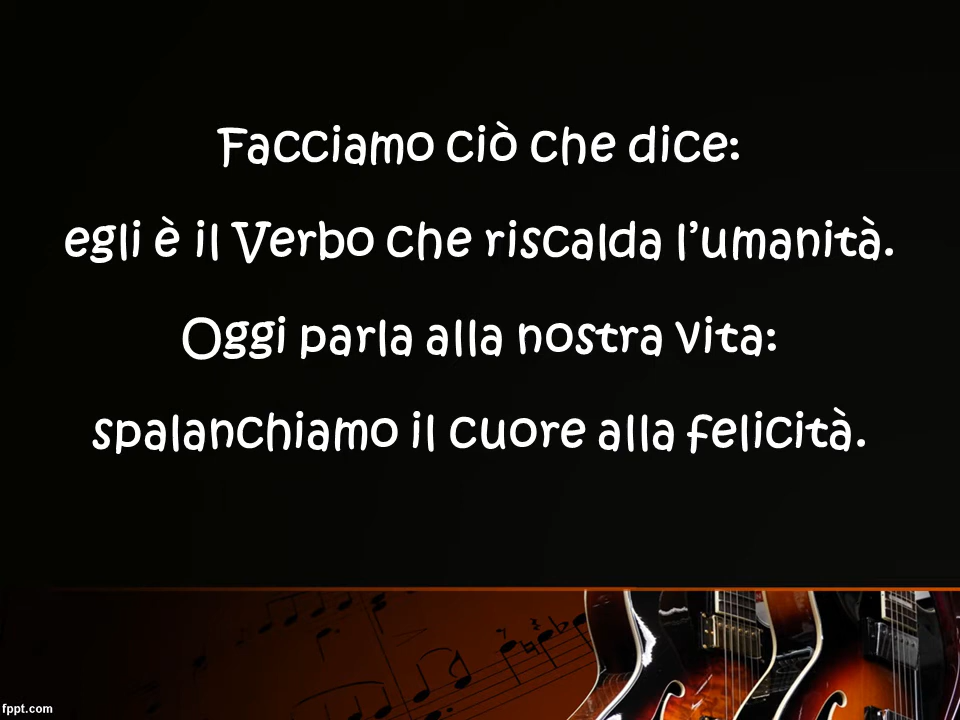 Facciamo ciò che dice:
egli è il Verbo che riscalda l’umanità.
Oggi parla alla nostra vita:
spalanchiamo il cuore alla felicità.
fppt.com